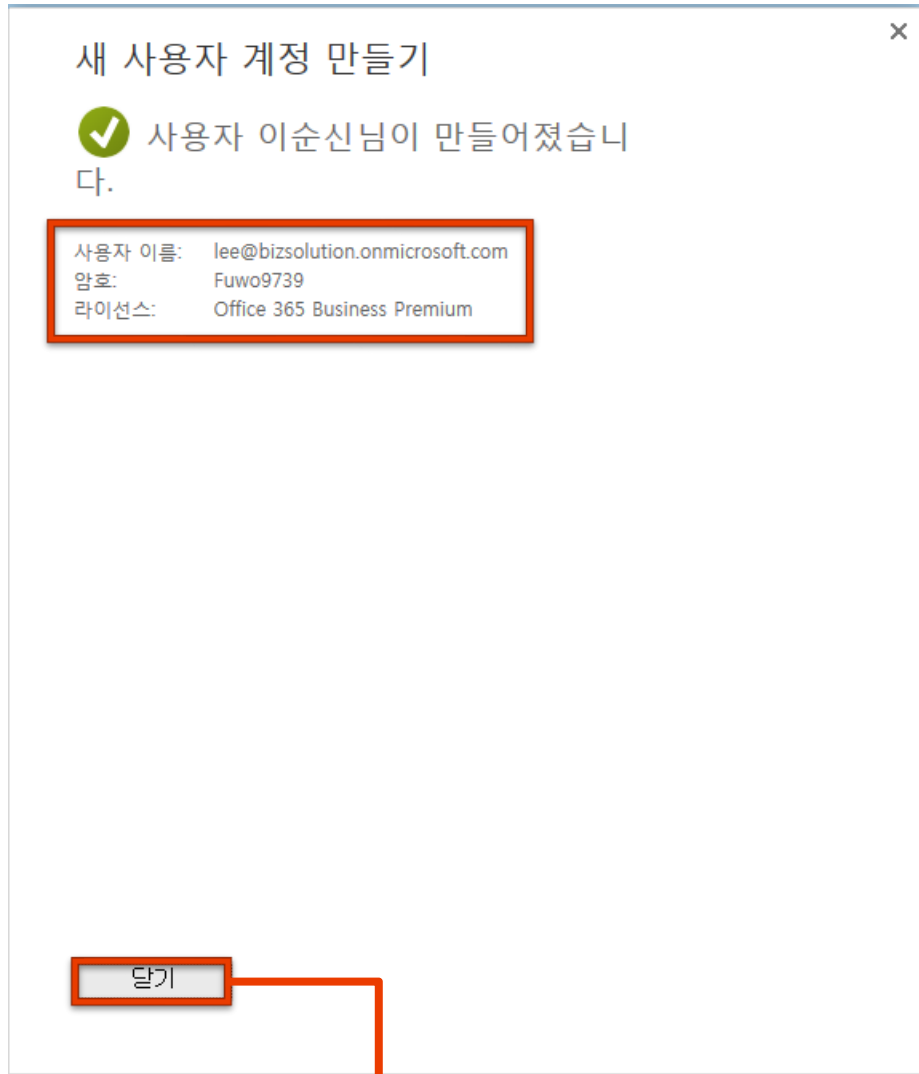 새 사용자 계정 만들기
사용자 이순신님이 만들어졌습니
다.
사용자 이름: lee@bizsolution.onmicrosoft.com
암호: Fuwo9739
라이선스: Office 365 Business Premium
닫기